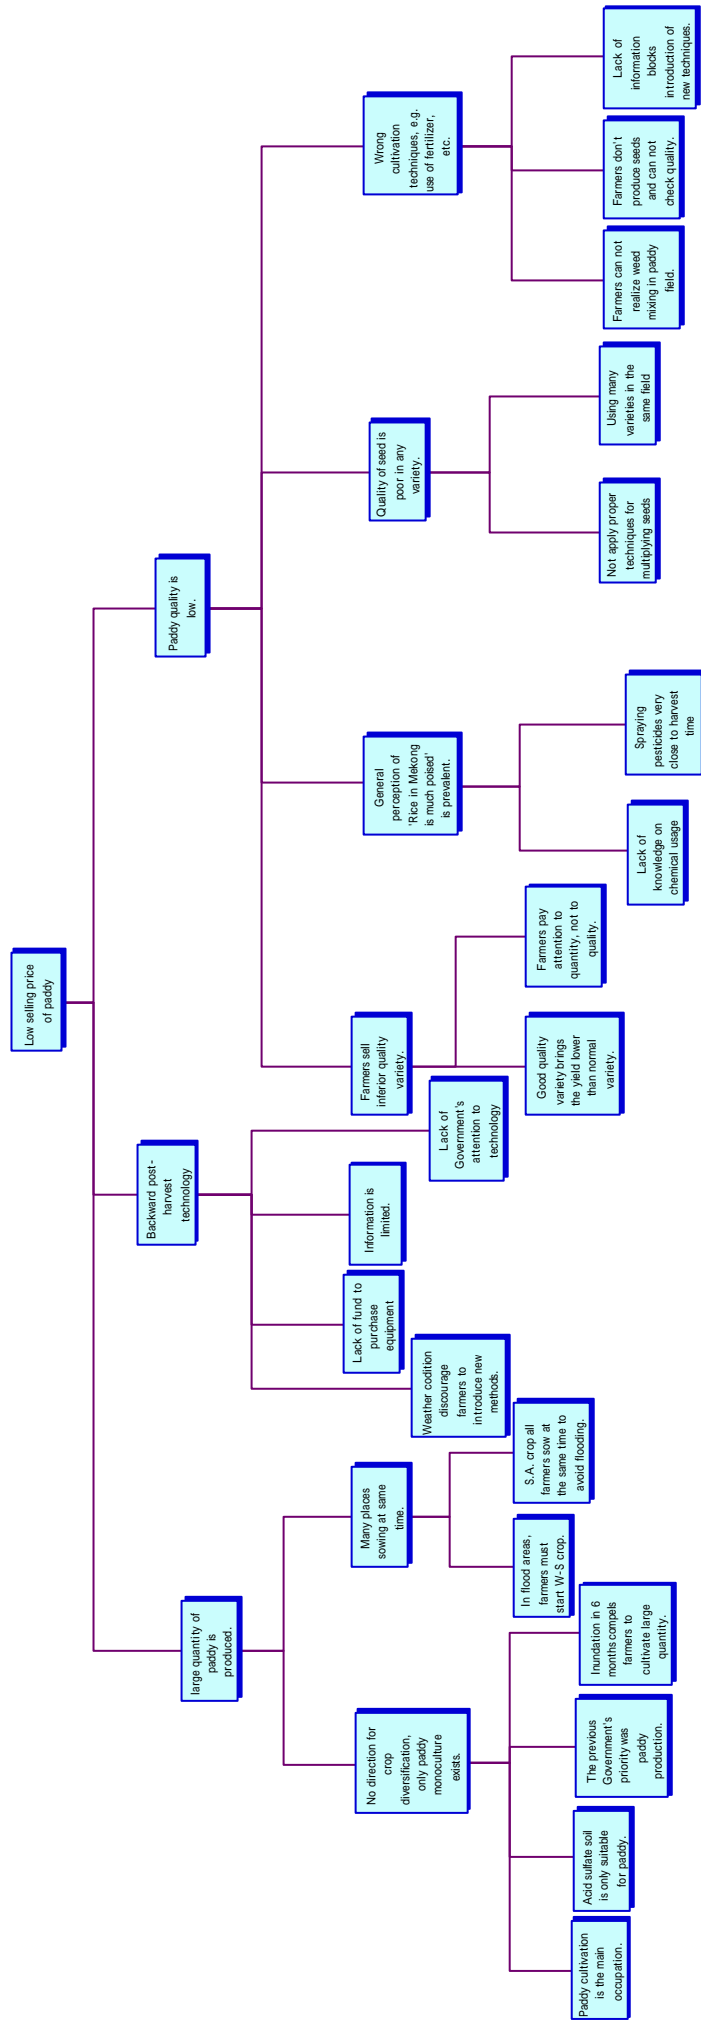 Low selling price
of paddy
large quantity of
paddy is
produced.
Backward post-
harvest
technology
Paddy quality is
low.
No direction for
crop
diversification,
only paddy
monoculture
exists.
Many places
sowing at same
time.
Paddy cultivation
is the main
occupation.
Acid sulfate soil
is only suitable
for paddy.
The previous
Government's
priority was
paddy
production.
Inundation in 6
months compels
farmers to
cultivate large
quantity.
In flood areas,
farmers must
start W-S crop.
S.A. crop all
farmers sow at
the same time to
avoid flooding.
Weather codition
discourage
farmers to
introduce new
methods.
Lack of fund to
purchase
equipment
Information is
limited.
Lack of
Government's
attention to
technology
Farmers sell
inferior quality
variety.
General
perception of
'Rice in Mekong
is much poised'
is prevalent.
Quality of seed is
poor in any
variety.
Wrong
cultivation
techniques, e.g.
use of fertilizer,
etc.
Good quality
variety brings
the yield lower
than normal
variety.
Farmers pay
attention to
quantity, not to
quality.
Lack of
knowledge on
chemical usage
Spraying
pesticides very
close to harvest
time
Not apply proper
techniques for
multiplying seeds
Using many
varieties in the
same field
Farmers can not
realize weed
mixing in paddy
field.
Farmers don't
produce seeds
and can not
check quality.
Lack of
information
blocks
introduction of
new techniques.